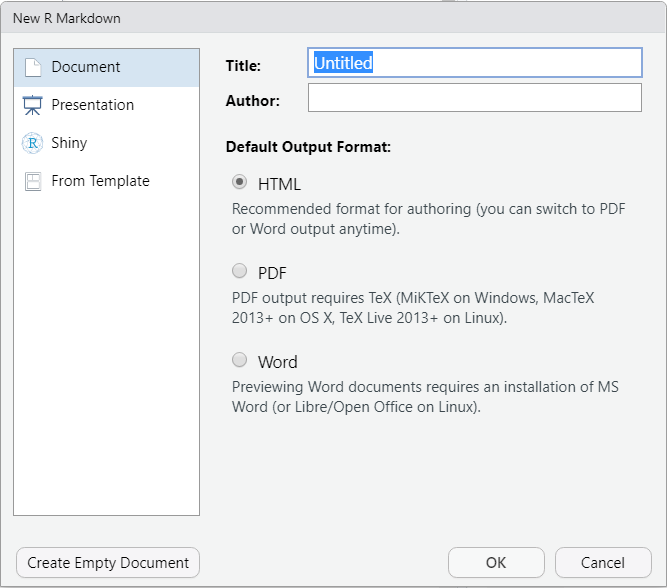 New R Markdown
Document
Presentation
R Shiny
From Template
Title: Untitled
Author:
Default Output Format:
HTML
Recommended format for authoring (you can switch to PDF
or Word output anytime).
PDF
PDF output requires TeX (MiKTeX on Windows, MacTeX
2013+ on OS X, TeX Live 2013+ on Linux).
Word
Previewing Word documents requires an installation of MS
Word (or Libre/Open Office on Linux).
Create Empty Document
OK
Cancel